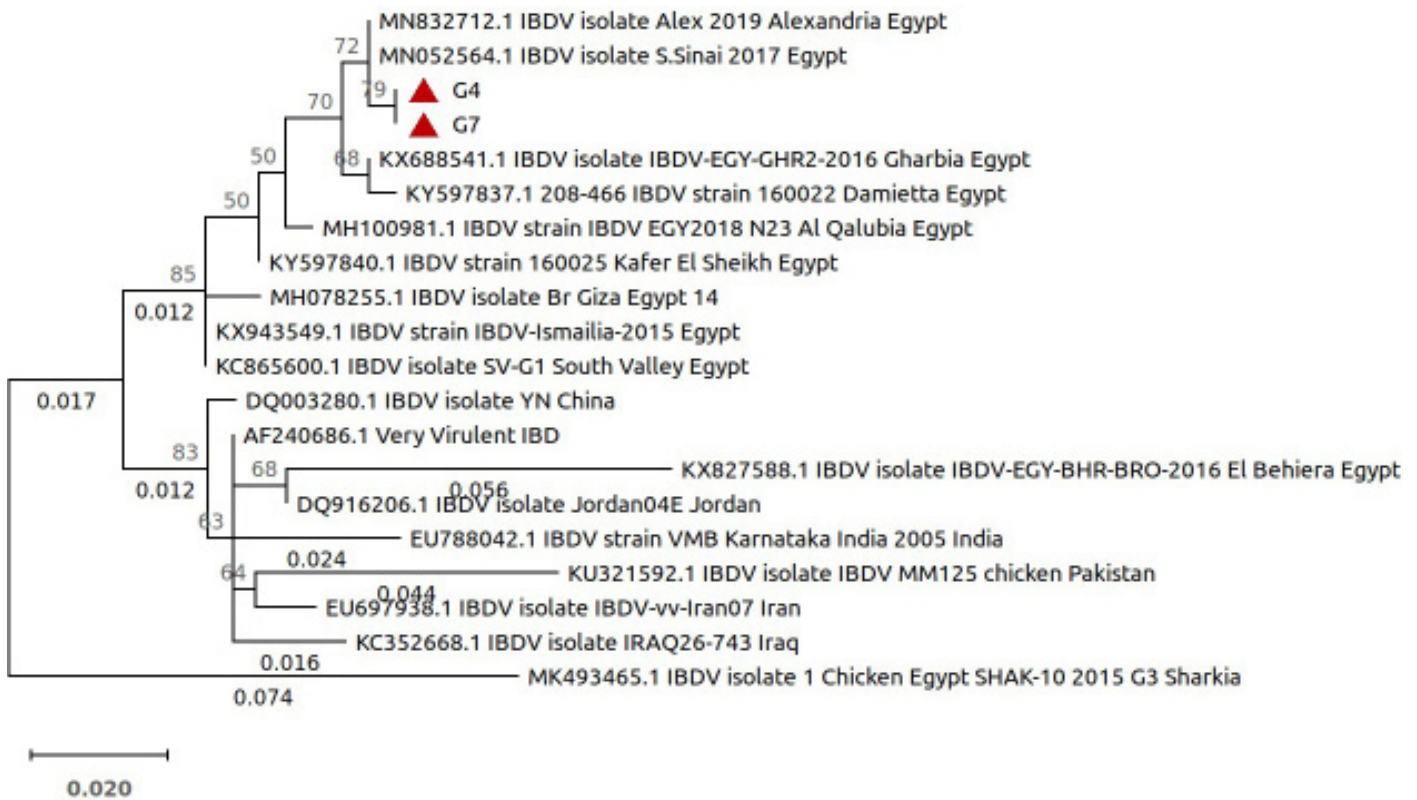 MN832712.1 IBDV isolate Alex 2019 Alexandria Egypt
72
MN052564.1 IBDV isolate S.Sinai 2017 Egypt
79
G4
70
G7
50
68
KX688541.1 IBDV isolate IBDV-EGY-GHR2-2016 Gharbia Egypt
KY597837.1 208-466 IBDV strain 160022 Damietta Egypt
50
MH100981.1 IBDV strain IBDV EGY2018 N23 Al Qalubia Egypt
KY597840.1 IBDV strain 160025 Kafer El Sheikh Egypt
85
MH078255.1 IBDV isolate Br Giza Egypt 14
0.012
KX943549.1 IBDV strain IBDV-Ismailia-2015 Egypt
KC865600.1 IBDV isolate SV-G1 South Valley Egypt
0.017
DQ003280.1 IBDV isolate YN China
AF240686.1 Very Virulent IBD
83
68
KX827588.1 IBDV isolate IBDV-EGY-BHR-BRO-2016 El Behiera Egypt
0.012
0.056
DQ916206.1 IBDV isolate Jordan04E Jordan
63
EU788042.1 IBDV strain VMB Karnataka India 2005 India
0.024
64
KU321592.1 IBDV isolate IBDV MM125 chicken Pakistan
0.044
EU697938.1 IBDV isolate IBDV-vv-Iran07 Iran
KC352668.1 IBDV isolate IRAQ26-743 Iraq
0.016
MK493465.1 IBDV isolate 1 Chicken Egypt SHAK-10 2015 G3 Sharkia
0.074
0.020